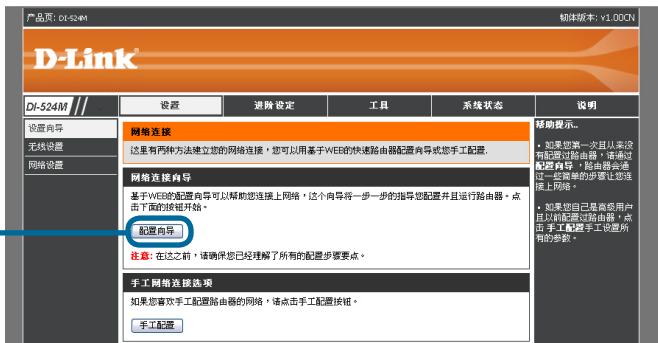 产品页: DI-524M 韧体版本: v1.00CN
D-Link
DI-524M 设置 进阶设定 工具 系统状态 说明
设置向导
无线设置
网络设置
网络连接
这里有两种方法建立您的网络连接，您可以用基于WEB的快速路由器配置向导或您手工配置.
网络连接向导
基于WEB的配置向导可以帮助您连接上网络，这个向导将一步一步的指导您配置并且运行路由器。点
击下面的按钮开始。
配置向导
注意: 在这之前，请确保您已经理解了所有的配置步骤要点。
手工网络连接选项
如果您喜欢手工配置路由器的网络，请点击手工配置按钮。
手工配置
帮助提示..
• 如果您第一次且从来没
有配置过路由器，请通过
配置向导，路由器会通
过一些简单的步骤让您连
接上网络。
• 如果您自己是高级用户
且以前配置过路由器，点
击 手工配置手工设置所
有的参数。